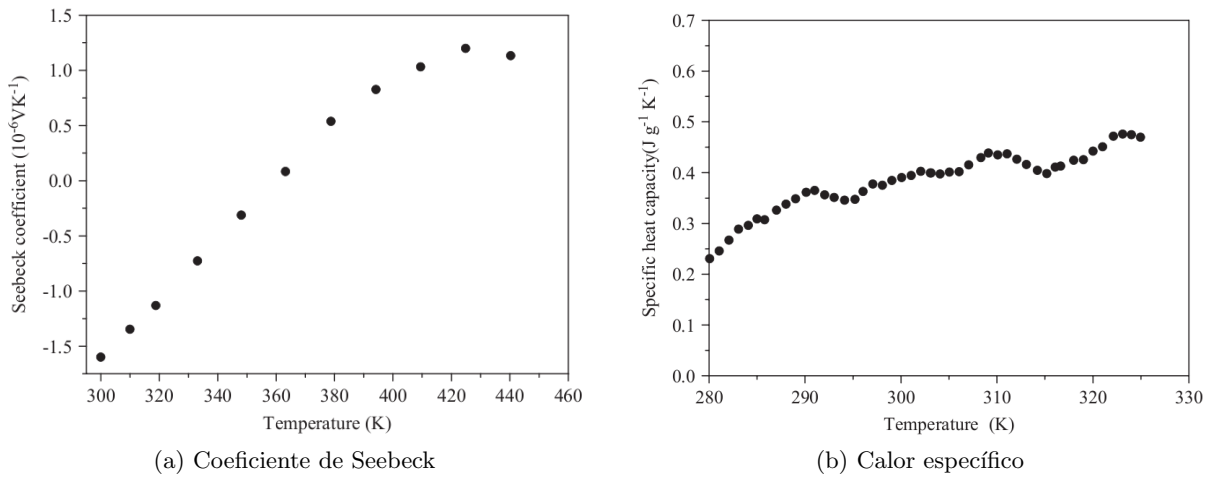 1.5
1.0
0.5
0.0
-0.5
-1.0
-1.5
Seebeck coefficient (10⁻⁶VK⁻¹)
300 320 340 360 380 400 420 440 460
Temperature (K)
(a) Coeficiente de Seebeck
0.7
0.6
0.5
0.4
0.3
0.2
0.1
0.0
Specific heat capacity(J g⁻¹ K⁻¹)
280 290 300 310 320 330
Temperature (K)
(b) Calor específico